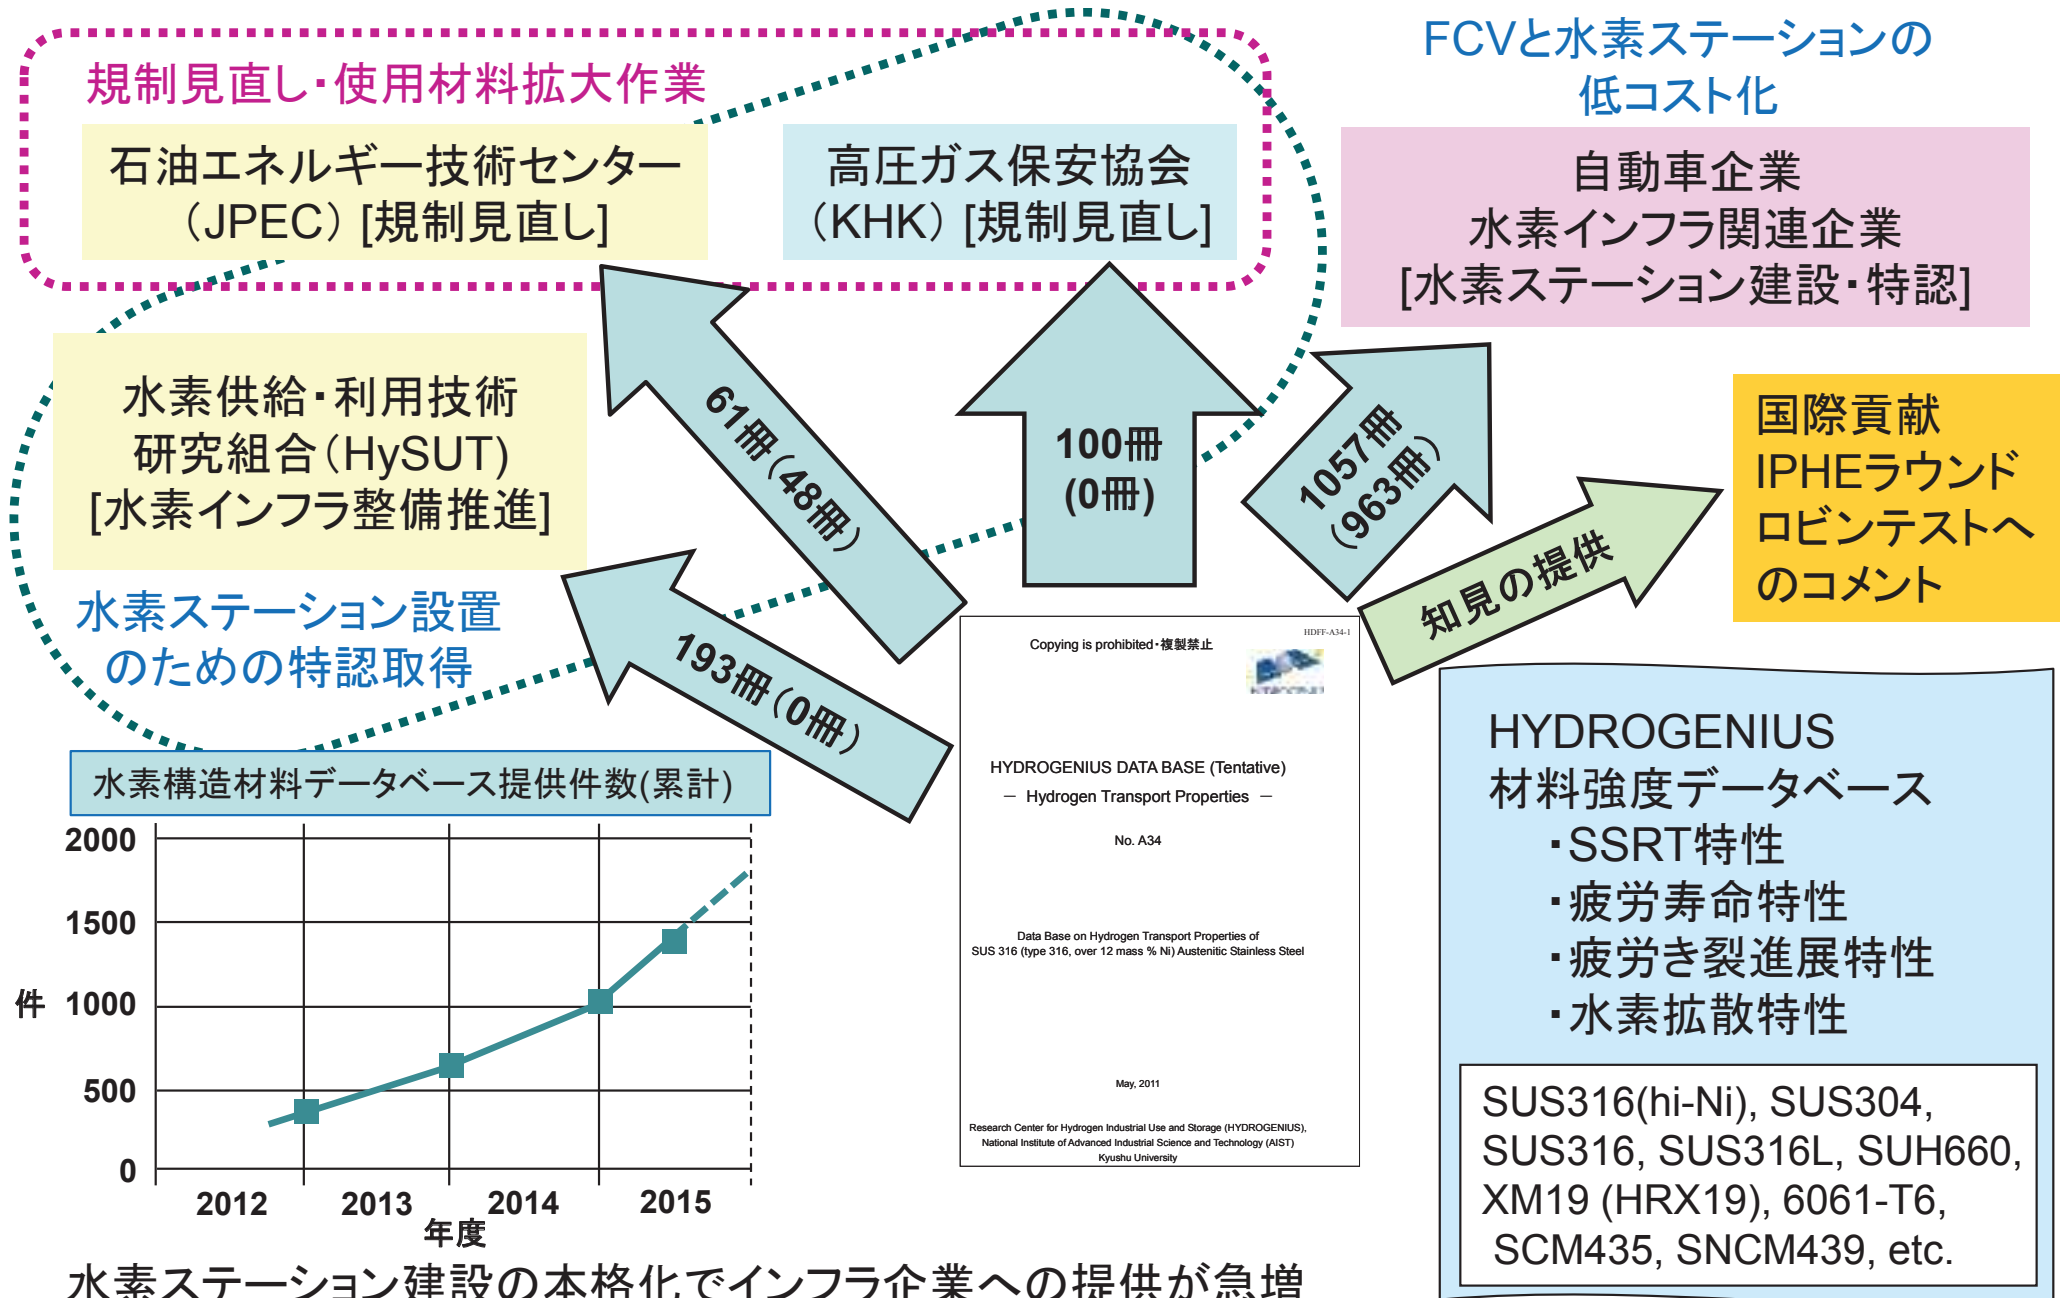 規制見直し・使用材料拡大作業
石油エネルギー技術センター
（JPEC）[規制見直し]
高圧ガス保安協会
（KHK）[規制見直し]
FCVと水素ステーションの
低コスト化
自動車企業
水素インフラ関連企業
[水素ステーション建設・特認]
水素供給・利用技術
研究組合（HySUT)
[水素インフラ整備推進]
水素ステーション設置
のための特認取得
61冊（48冊）
100冊
(0冊)
1057冊
（963冊）
193冊（0冊）
知見の提供
国際貢献
IPHEラウンド
ロビンテストへ
のコメント
HDFF-A34-1
Copying is prohibited・複製禁止
HYDROGENIUS DATA BASE (Tentative)
－ Hydrogen Transport Properties －
No. A34
Data Base on Hydrogen Transport Properties of
SUS 316 (type 316, over 12 mass % Ni) Austenitic Stainless Steel
May, 2011
Research Center for Hydrogen Industrial Use and Storage (HYDROGENIUS),
National Institute of Advanced Industrial Science and Technology (AIST)
Kyushu University
HYDROGENIUS
材料強度データベース
・SSRT特性
・疲労寿命特性
・疲労き裂進展特性
・水素拡散特性
SUS316(hi-Ni), SUS304,
SUS316, SUS316L, SUH660,
XM19 (HRX19), 6061-T6,
SCM435, SNCM439, etc.
水素構造材料データベース提供件数(累計)
2000
1500
件 1000
500
0
2012 2013 2014 2015
年度
水素ステーション建設の本格化でインフラ企業への提供が急増